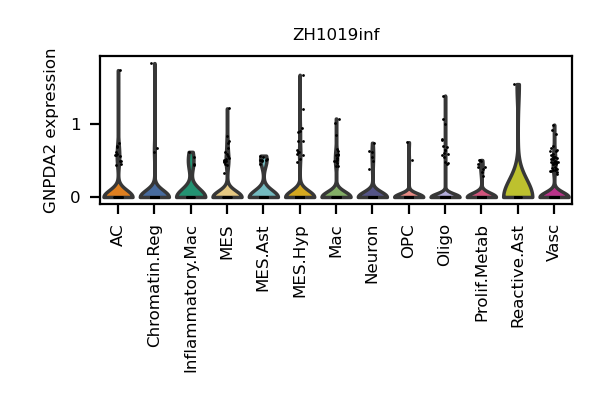 ZH1019inf
GNPDA2 expression
1
0
AC
Chromatin.Reg
Inflammatory.Mac
MES
MES.Ast
MES.Hyp
Mac
Neuron
OPC
Oligo
Prolif.Metab
Reactive.Ast
Vasc